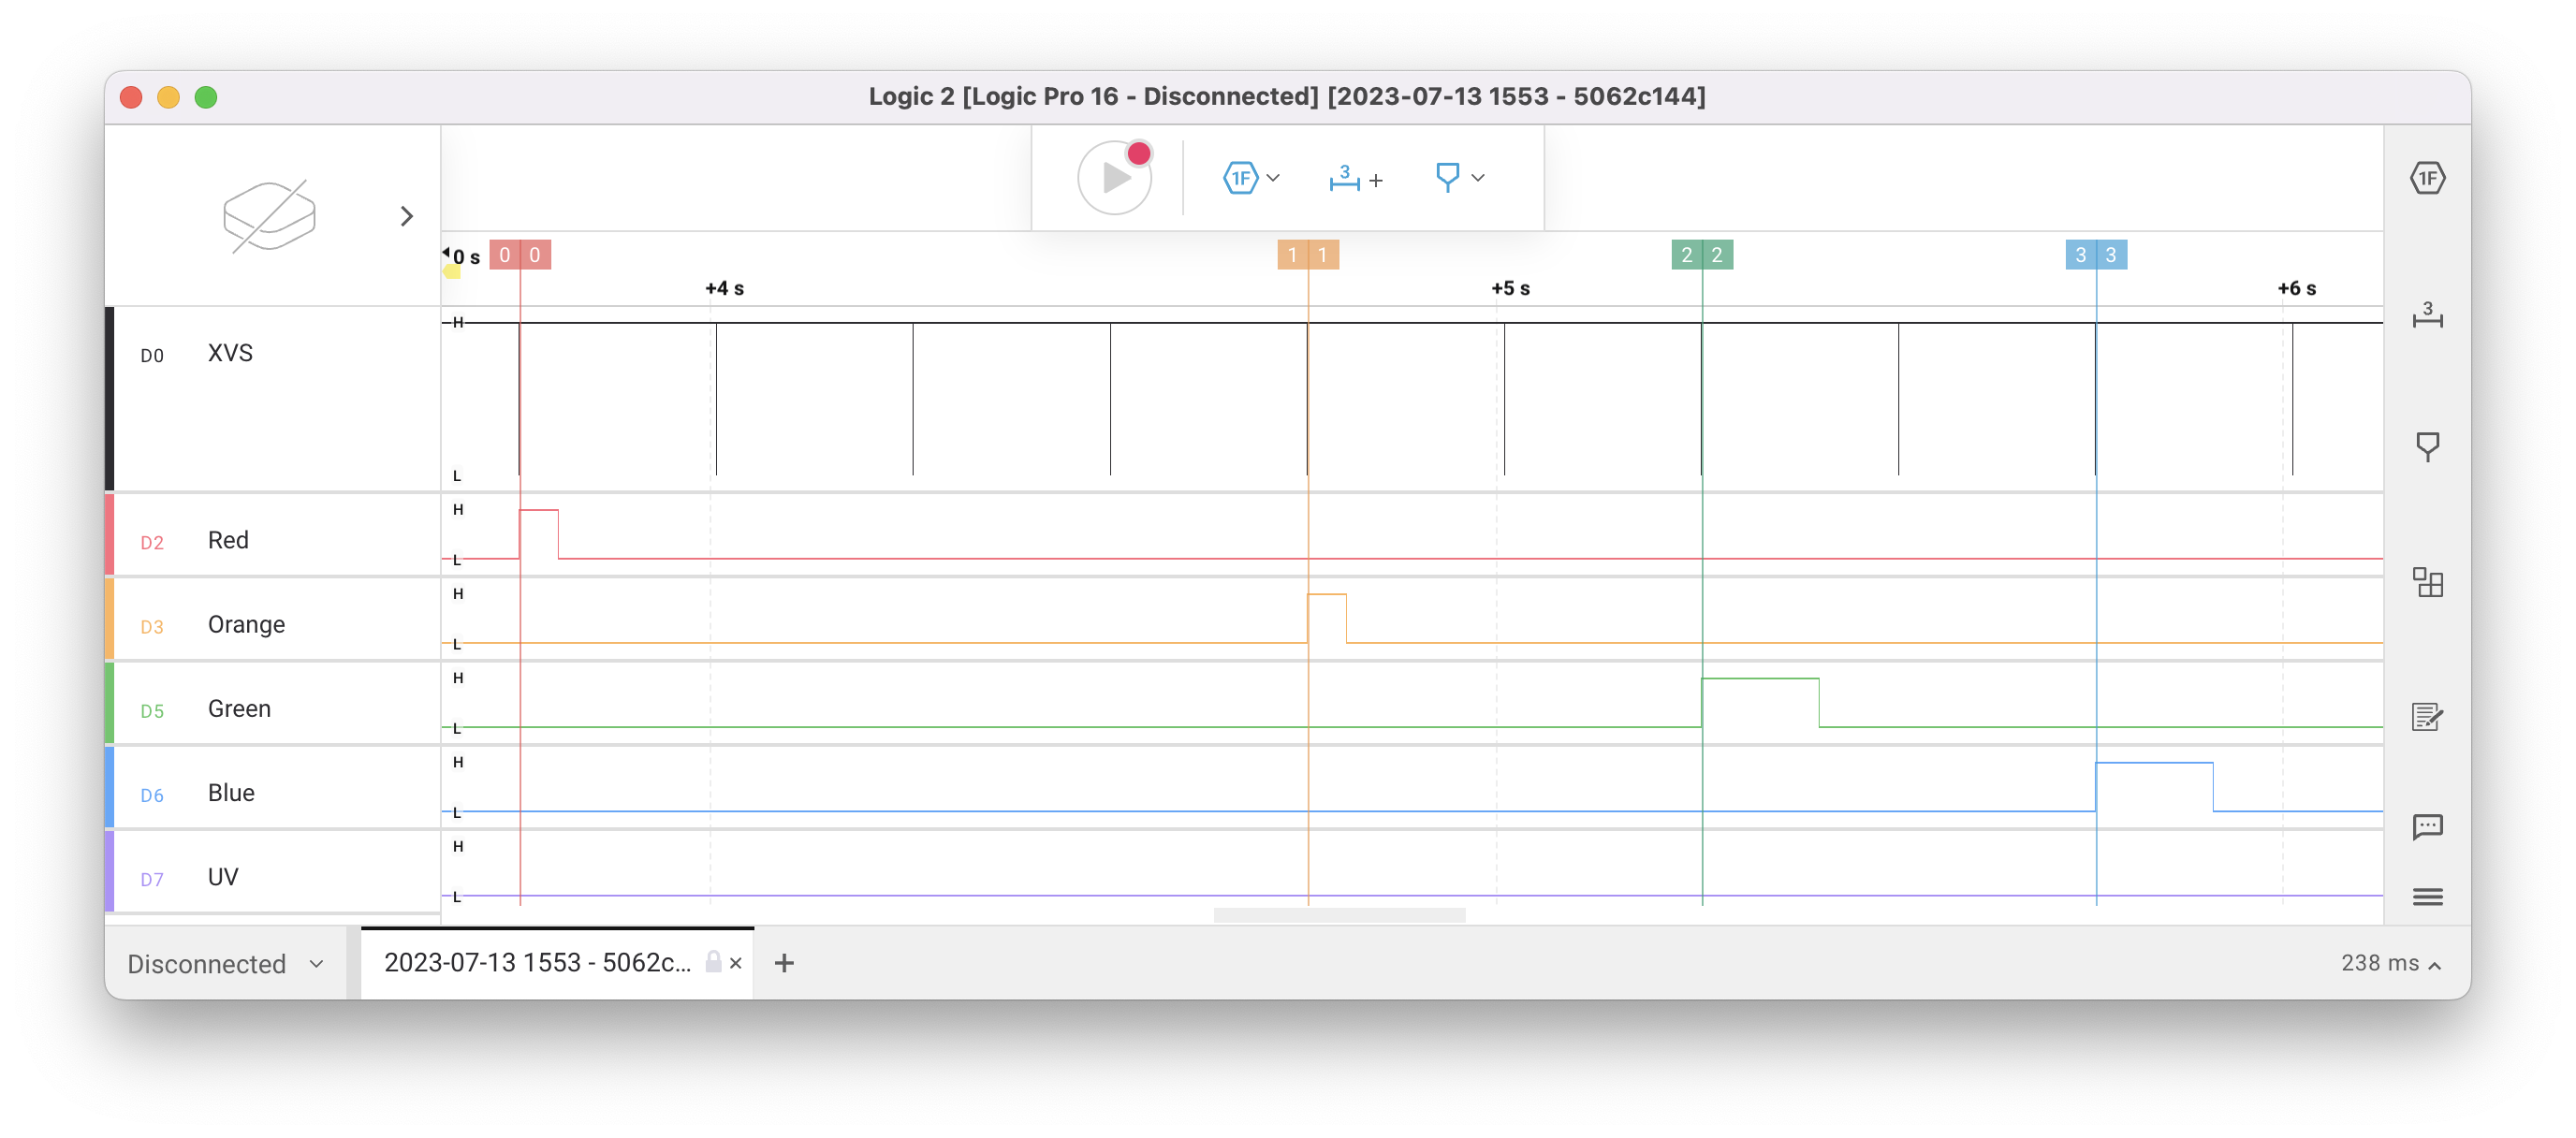 Logic 2 [Logic Pro 16 - Disconnected] [2023-07-13 1553 - 5062c144]
1F 3 +
1F
0 s 0 0 1 1 2 2 3 3
+4 s +5 s +6 s
3
D0 XVS H
L
D2 Red H
L
D3 Orange H
L
D5 Green H
L
D6 Blue H
L
D7 UV H
L
Disconnected 2023-07-13 1553 - 5062c... × + 238 ms